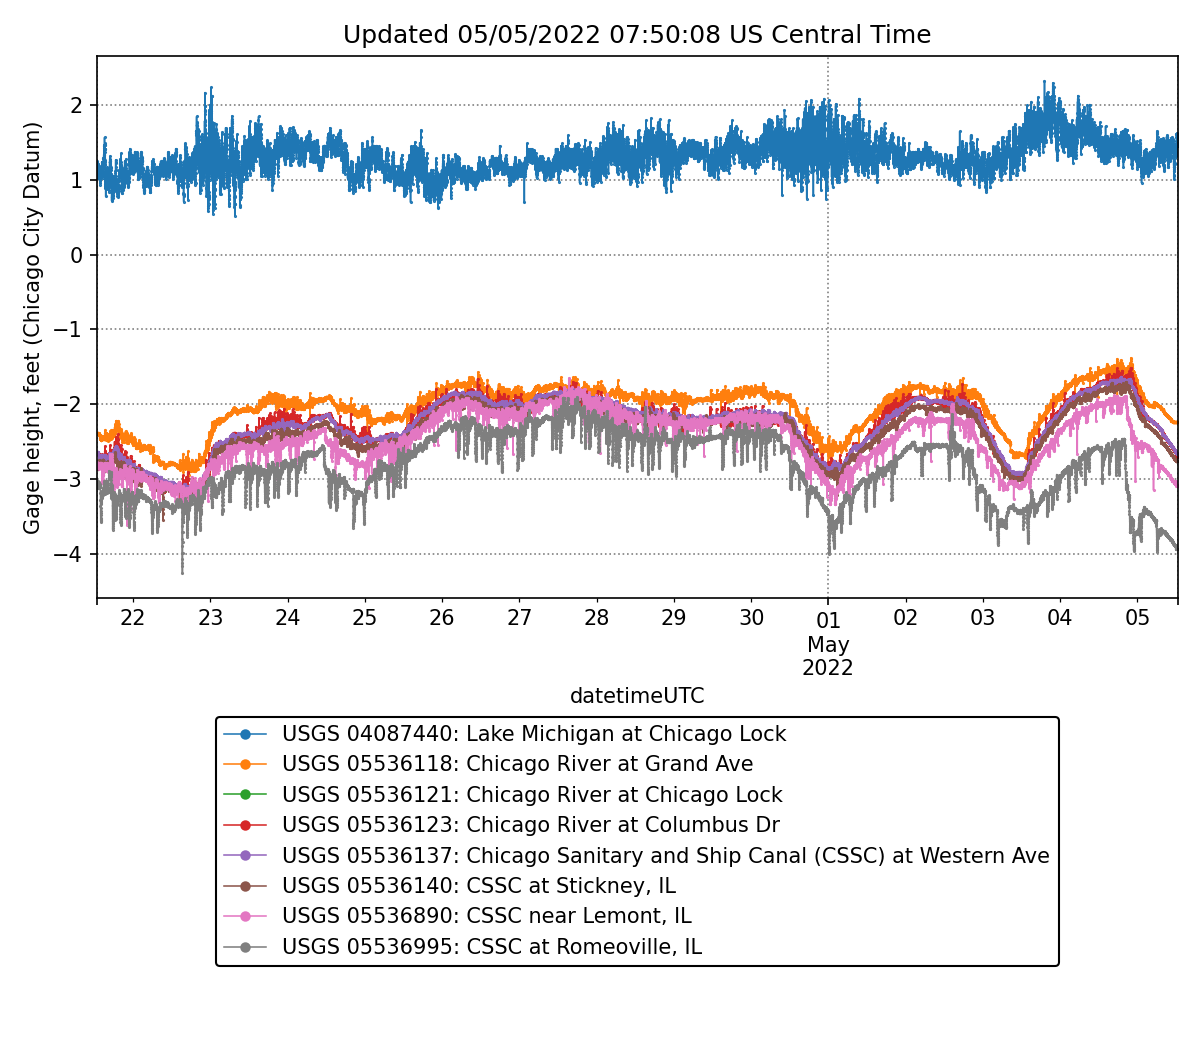 Updated 05/05/2022 07:50:08 US Central Time
Gage height, feet (Chicago City Datum)
2
1
0
−1
−2
−3
−4
22 23 24 25 26 27 28 29 30 01 02 03 04 05
May
2022
datetimeUTC
USGS 04087440: Lake Michigan at Chicago Lock
USGS 05536118: Chicago River at Grand Ave
USGS 05536121: Chicago River at Chicago Lock
USGS 05536123: Chicago River at Columbus Dr
USGS 05536137: Chicago Sanitary and Ship Canal (CSSC) at Western Ave
USGS 05536140: CSSC at Stickney, IL
USGS 05536890: CSSC near Lemont, IL
USGS 05536995: CSSC at Romeoville, IL